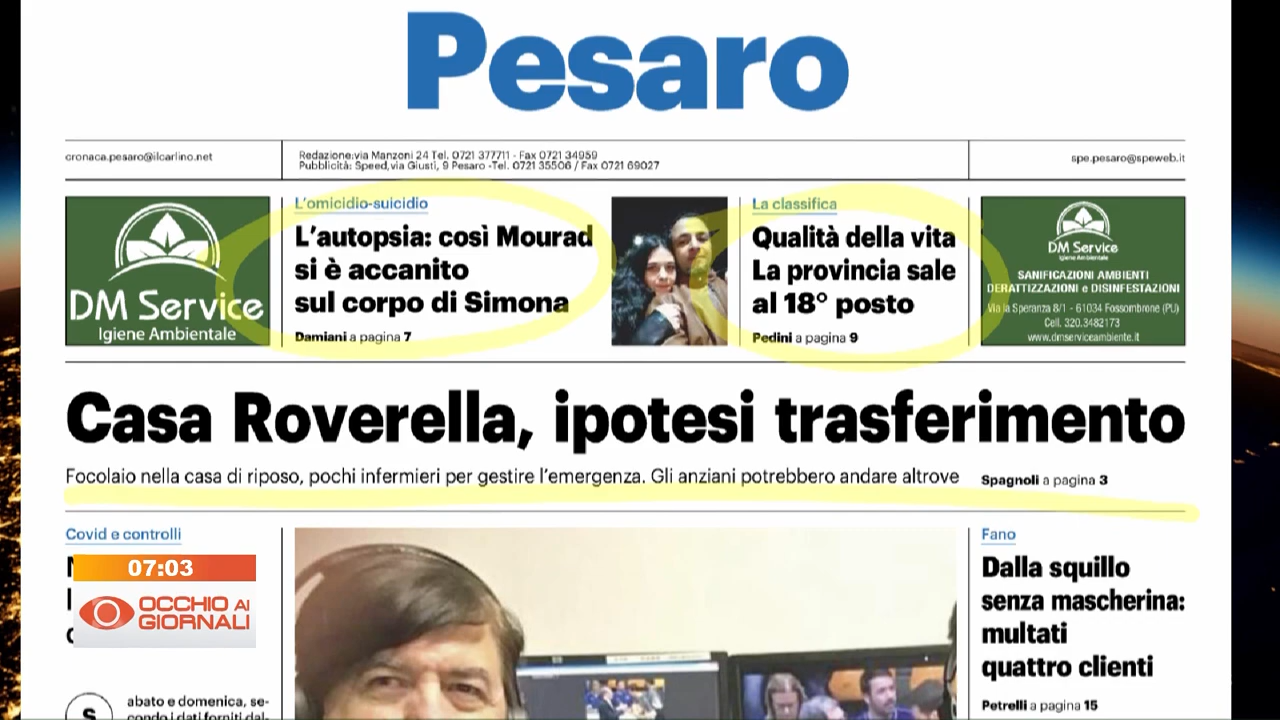 Pesaro
cronaca.pesaro@ilcarlino.net
Redazione:via Manzoni 24 Tel. 0721 377711 - Fax 0721 34959
Pubblicità: Speed,via Giusti, 9 Pesaro -Tel. 0721 35506 / Fax 0721 69027
spe.pesaro@speweb.it
DM Service
Igiene Ambientale
L'omicidio-suicidio
L'autopsia: così Mourad
si è accanito
sul corpo di Simona
Damiani a pagina 7
La classifica
Qualità della vita
La provincia sale
al 18° posto
Pedini a pagina 9
DM Service
Igiene Ambientale
SANIFICAZIONI AMBIENTI
DERATTIZZAZIONI e DISINFESTAZIONI
Via la Speranza 8/1 - 61034 Fossombrone (PU)
Cell. 320.3482173
www.dmserviceambiente.it
Casa Roverella, ipotesi trasferimento
Focolaio nella casa di riposo, pochi infermieri per gestire l'emergenza. Gli anziani potrebbero andare altrove
Spagnoli a pagina 3
Covid e controlli
07:03
OCCHIO AI
GIORNALI
S
abato e domenica, se-
condo i dati forniti dal-
Fano
Dalla squillo
senza mascherina:
multati
quattro clienti
Petrelli a pagina 15